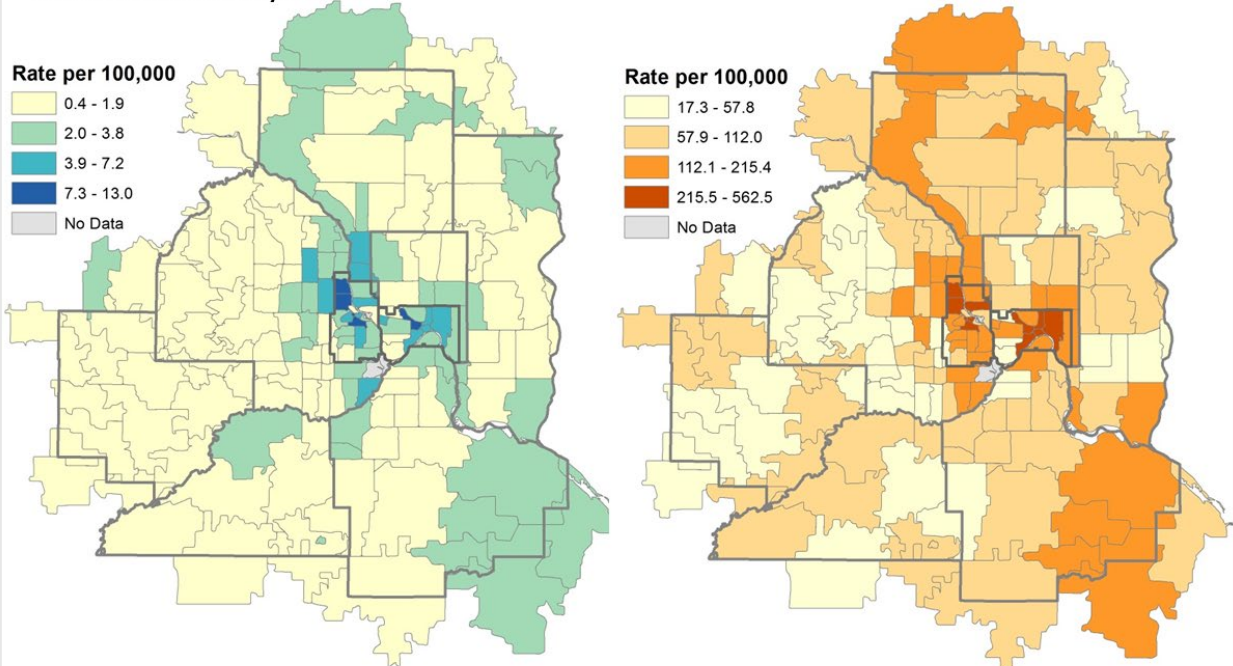 Rate per 100,000
0.4 - 1.9
2.0 - 3.8
3.9 - 7.2
7.3 - 13.0
No Data
Rate per 100,000
17.3 - 57.8
57.9 - 112.0
112.1 - 215.4
215.5 - 562.5
No Data